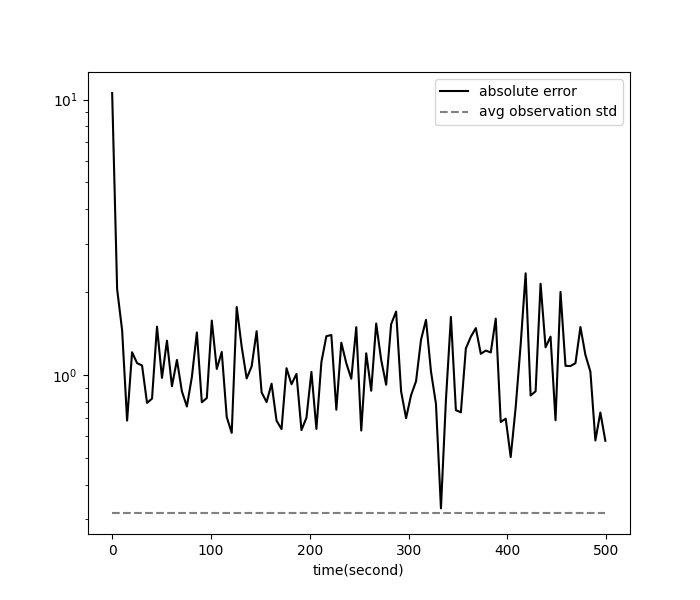 absolute error
avg observation std
10¹
10⁰
0 100 200 300 400 500
time(second)